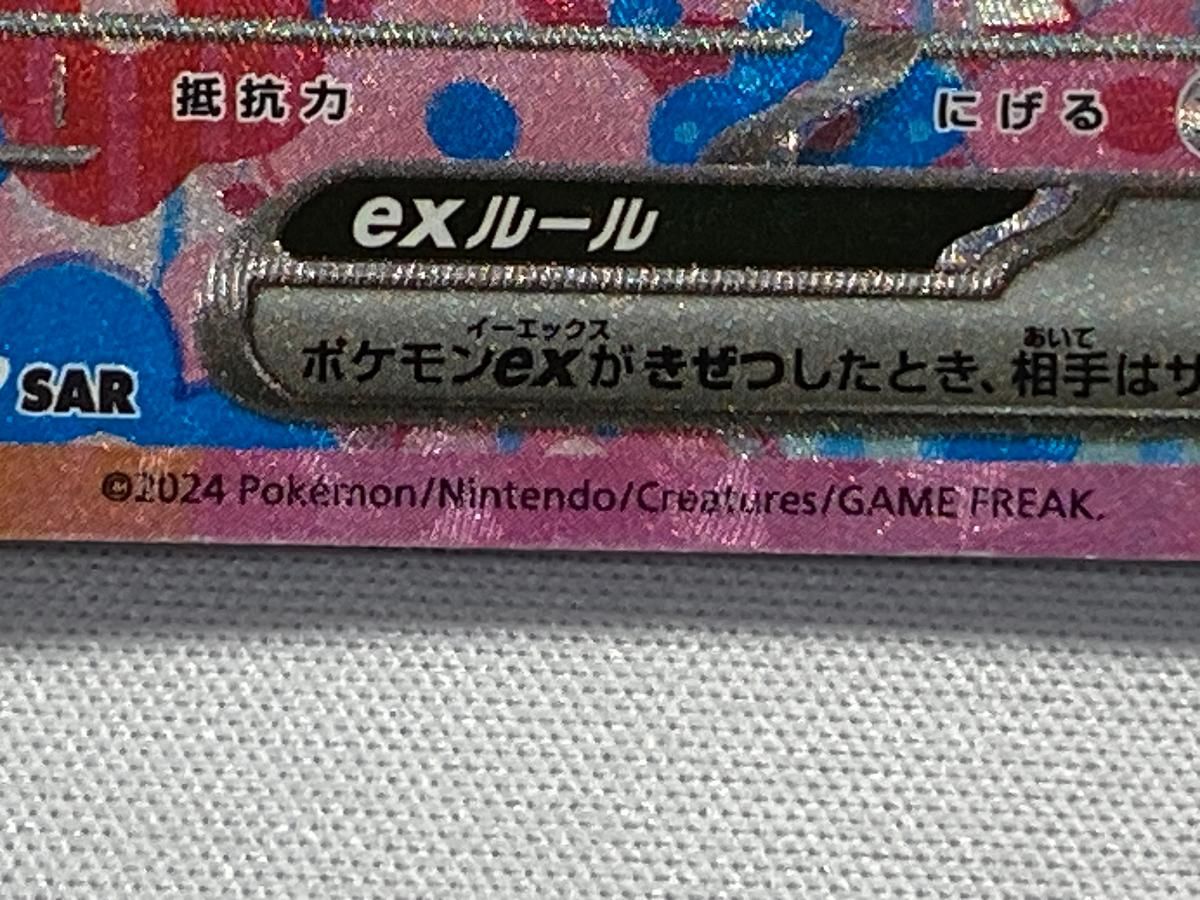 抵抗力 にげる
exルール
イーエックス あいて
ポケモンexがきぜつしたとき、相手はサ
SAR
©2024 Pokémon/Nintendo/Creatures/GAME FREAK.